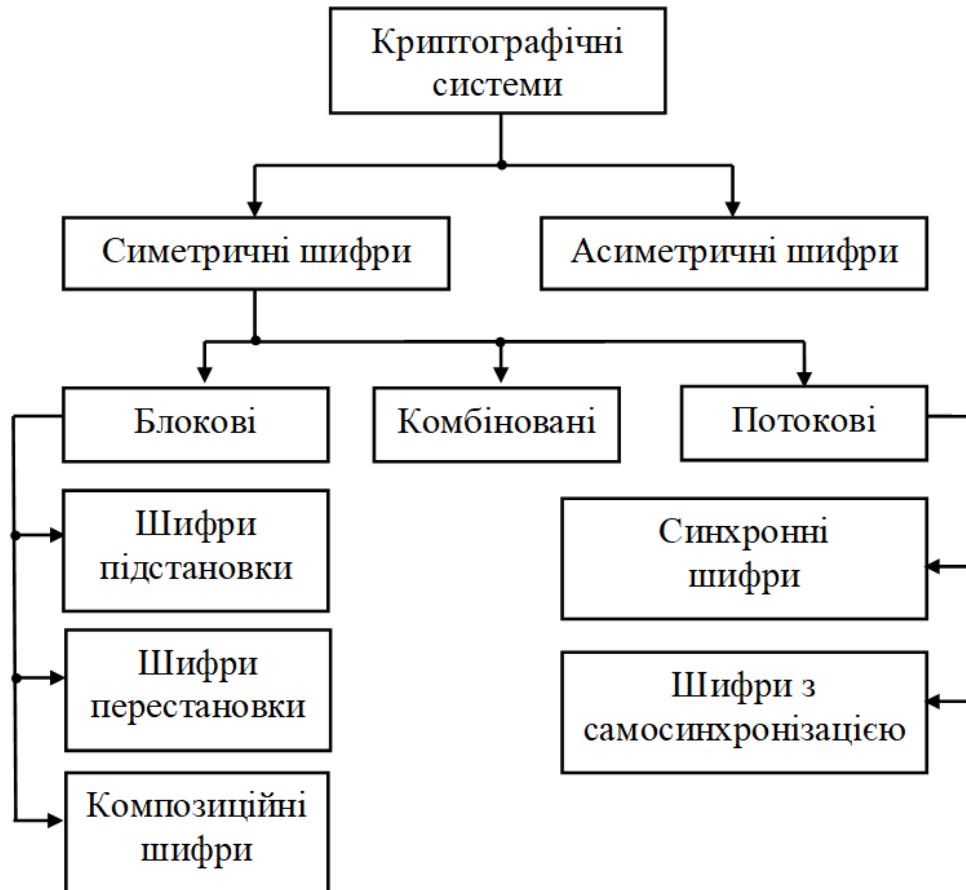 Криптографічні
системи
Симетричні шифри
Асиметричні шифри
Блокові
Комбіновані
Потокові
Шифри
підстановки
Синхронні
шифри
Шифри
перестановки
Шифри з
самосинхронізацією
Композиційні
шифри